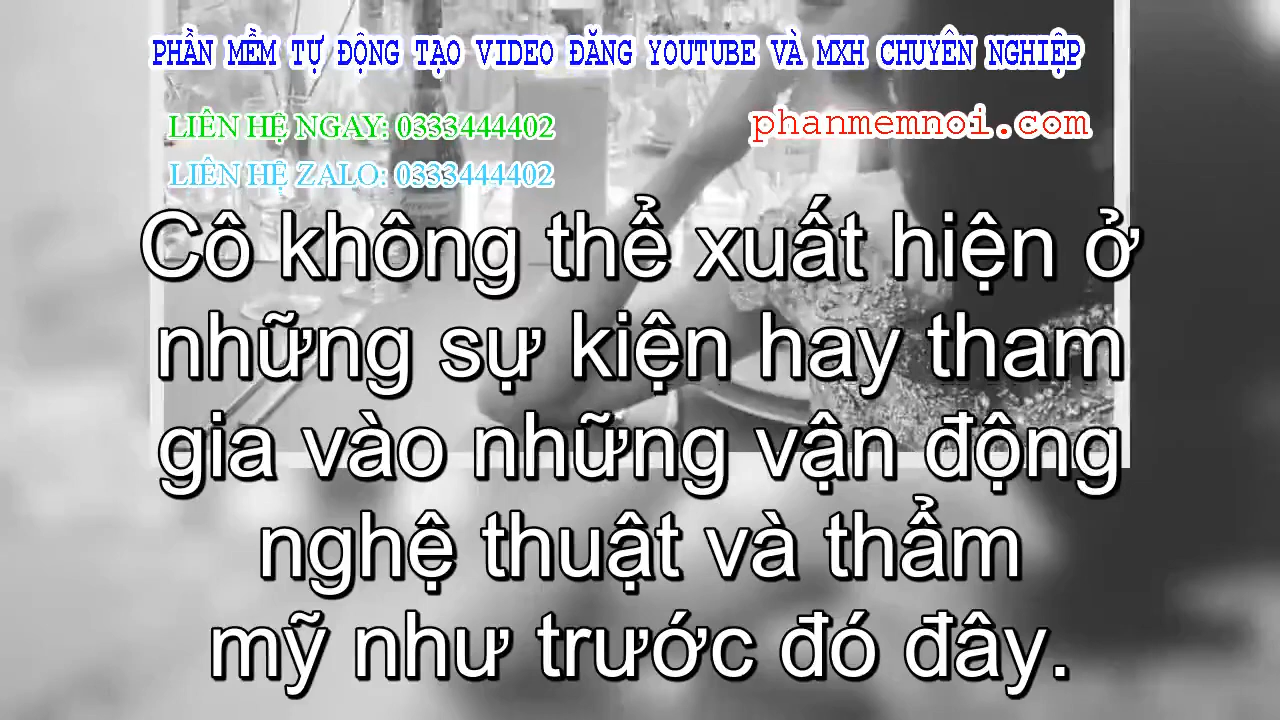 PHẦN MỀM TỰ ĐỘNG TẠO VIDEO ĐĂNG YOUTUBE VÀ MXH CHUYÊN NGHIỆP
LIÊN HỆ NGAY: 0333444402
phanmemnoi.com
LIÊN HỆ ZALO: 0333444402
Cô không thể xuất hiện ở
những sự kiện hay tham
gia vào những vận động
nghệ thuật và thẩm
mỹ như trước đó đây.